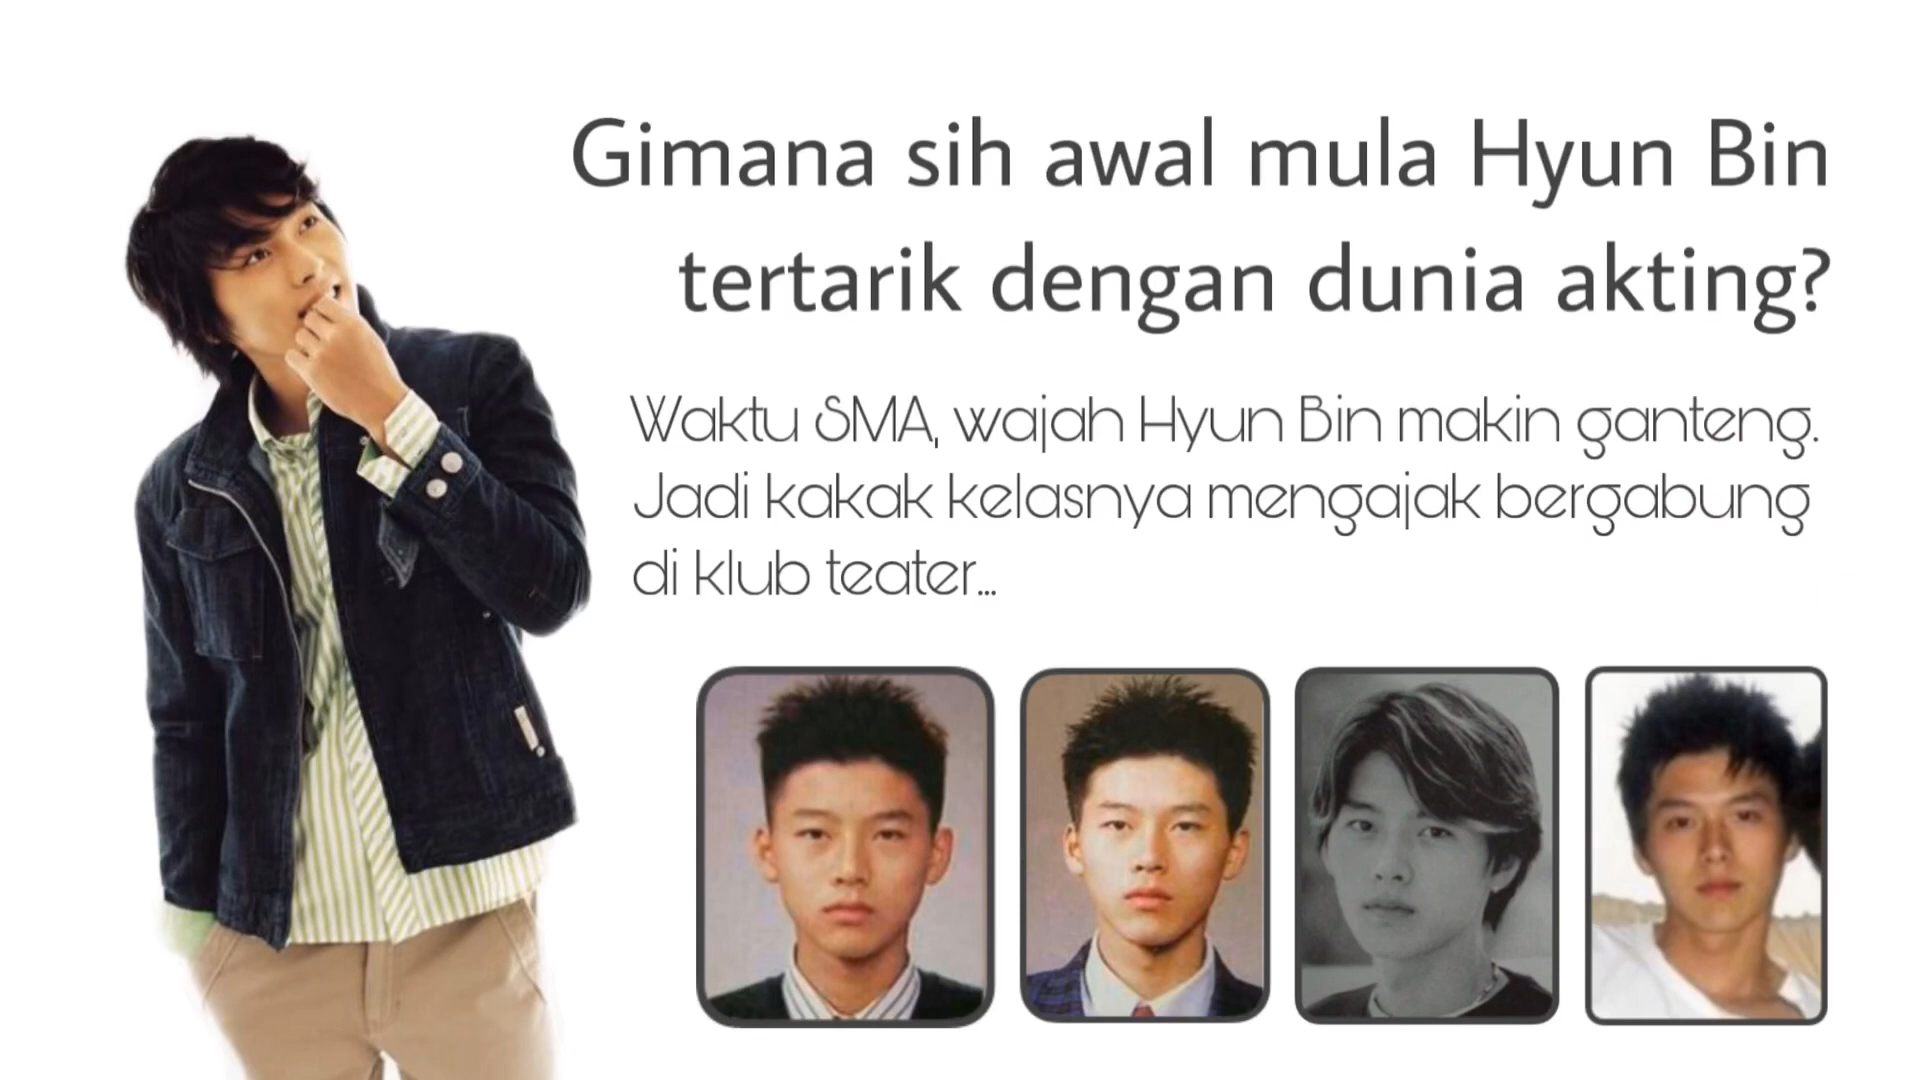 Gimana sih awal mula Hyun Bin
tertarik dengan dunia akting?
Waktu SMA, wajah Hyun Bin makin ganteng.
Jadi kakak kelasnya mengajak bergabung
di klub teater...